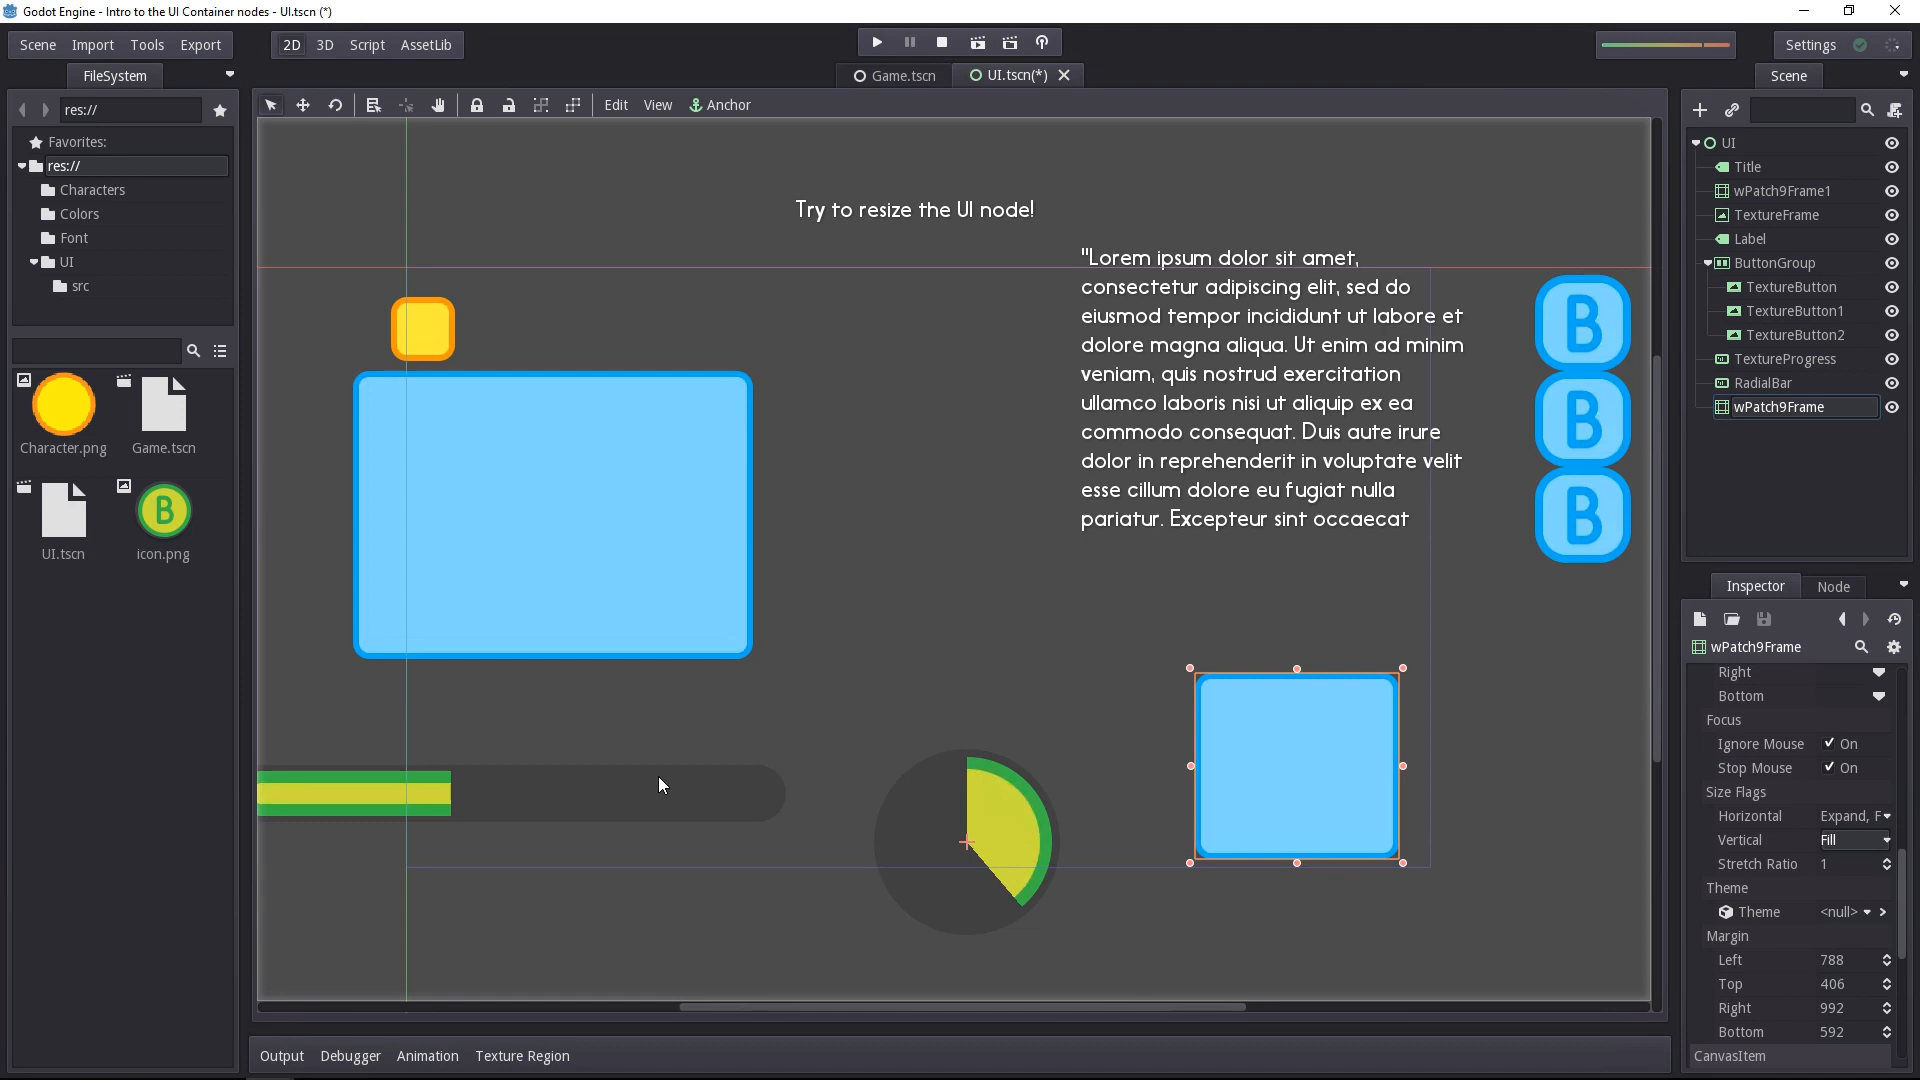 Godot Engine - Intro to the UI Container nodes - UI.tscn (*)
Scene Import Tools Export
2D 3D Script AssetLib
Settings
FileSystem
Game.tscn
UI.tscn(*)
Scene
res://
Edit View Anchor
Favorites:
res://
Characters
Colors
Font
UI
src
Character.png
Game.tscn
B
UI.tscn
icon.png
Try to resize the UI node!
"Lorem ipsum dolor sit amet,
consectetur adipiscing elit, sed do
eiusmod tempor incididunt ut labore et
dolore magna aliqua. Ut enim ad minim
veniam, quis nostrud exercitation
ullamco laboris nisi ut aliquip ex ea
commodo consequat. Duis aute irure
dolor in reprehenderit in voluptate velit
esse cillum dolore eu fugiat nulla
pariatur. Excepteur sint occaecat
B
B
B
UI
Title
wPatch9Frame1
TextureFrame
Label
ButtonGroup
TextureButton
TextureButton1
TextureButton2
TextureProgress
RadialBar
wPatch9Frame
Inspector Node
wPatch9Frame
Right
Bottom
Focus
Ignore Mouse On
Stop Mouse On
Size Flags
Horizontal Expand, F
Vertical Fill
Stretch Ratio 1
Theme
Theme <null>
Margin
Left 788
Top 406
Right 992
Bottom 592
CanvasItem
Output Debugger Animation Texture Region